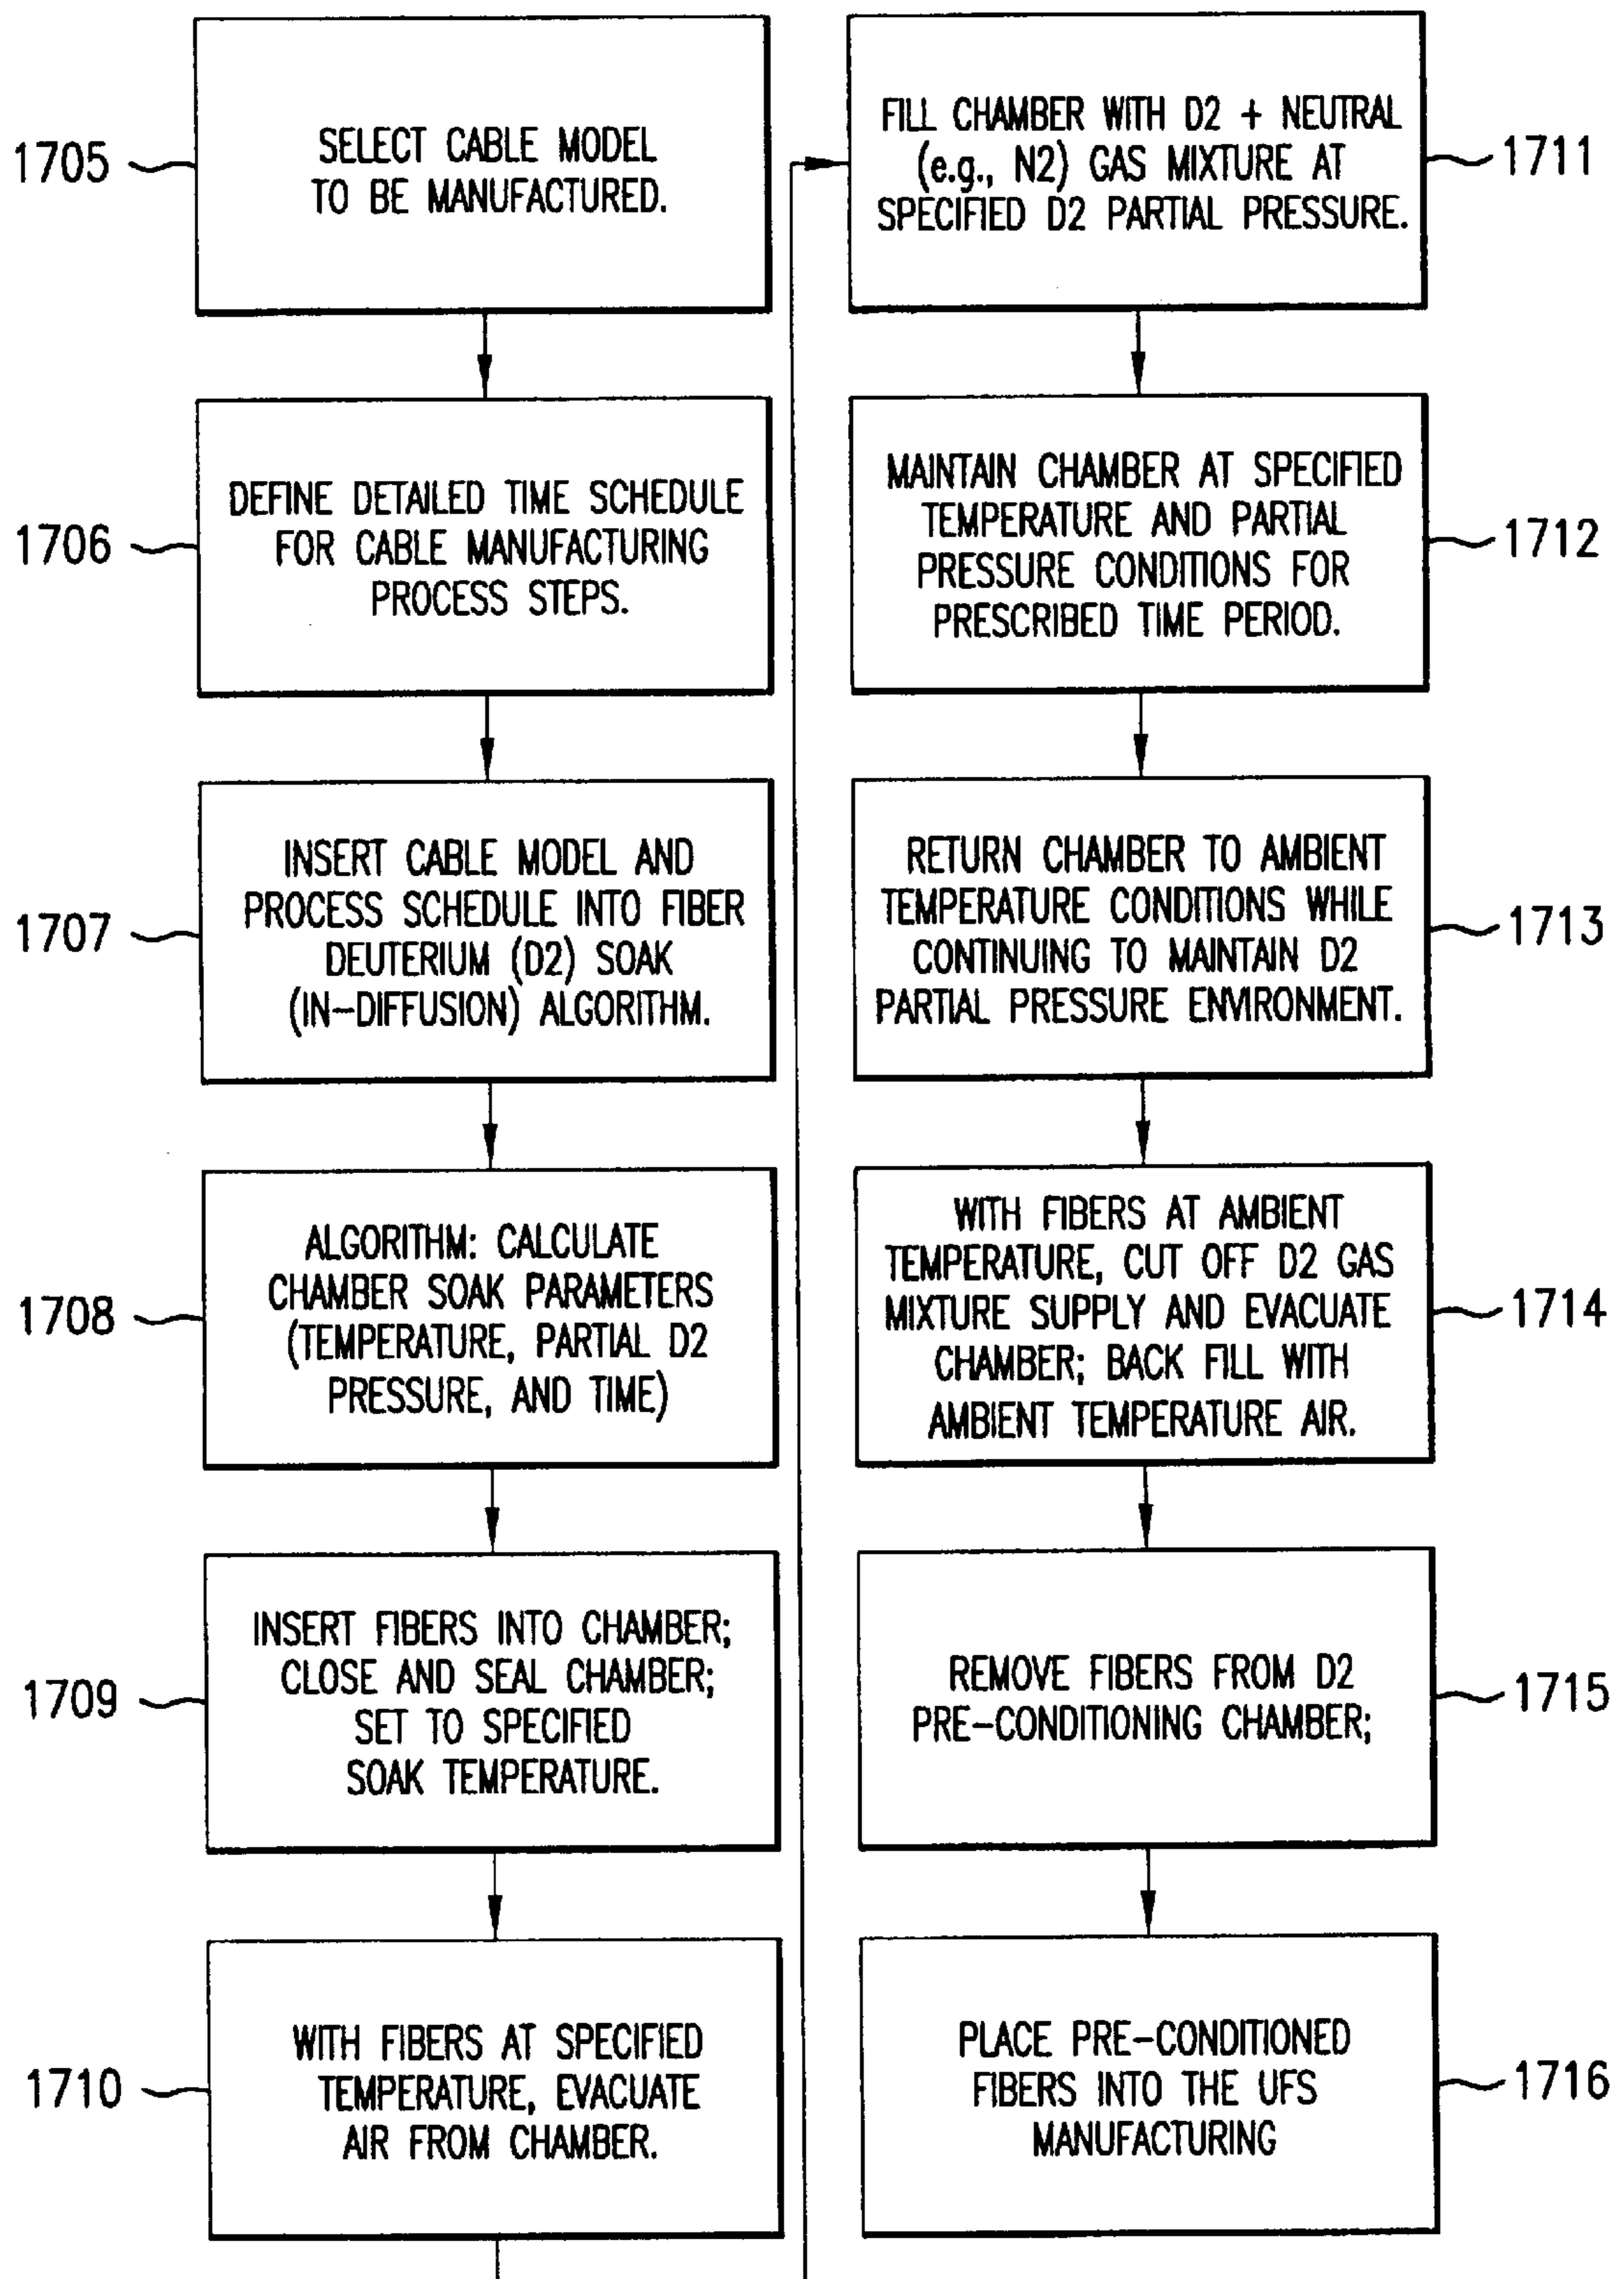 1705
SELECT CABLE MODEL
TO BE MANUFACTURED.
1706
DEFINE DETAILED TIME SCHEDULE
FOR CABLE MANUFACTURING
PROCESS STEPS.
1707
INSERT CABLE MODEL AND
PROCESS SCHEDULE INTO FIBER
DEUTERIUM (D2) SOAK
(IN-DIFFUSION) ALGORITHM.
1708
ALGORITHM: CALCULATE
CHAMBER SOAK PARAMETERS
(TEMPERATURE, PARTIAL D2
PRESSURE, AND TIME)
1709
INSERT FIBERS INTO CHAMBER;
CLOSE AND SEAL CHAMBER;
SET TO SPECIFIED
SOAK TEMPERATURE.
1710
WITH FIBERS AT SPECIFIED
TEMPERATURE, EVACUATE
AIR FROM CHAMBER.
FILL CHAMBER WITH D2 + NEUTRAL
(e.g., N2) GAS MIXTURE AT
SPECIFIED D2 PARTIAL PRESSURE.
1711
MAINTAIN CHAMBER AT SPECIFIED
TEMPERATURE AND PARTIAL
PRESSURE CONDITIONS FOR
PRESCRIBED TIME PERIOD.
1712
RETURN CHAMBER TO AMBIENT
TEMPERATURE CONDITIONS WHILE
CONTINUING TO MAINTAIN D2
PARTIAL PRESSURE ENVIRONMENT.
1713
WITH FIBERS AT AMBIENT
TEMPERATURE, CUT OFF D2 GAS
MIXTURE SUPPLY AND EVACUATE
CHAMBER; BACK FILL WITH
AMBIENT TEMPERATURE AIR.
1714
REMOVE FIBERS FROM D2
PRE-CONDITIONING CHAMBER;
1715
PLACE PRE-CONDITIONED
FIBERS INTO THE UFS
MANUFACTURING
1716